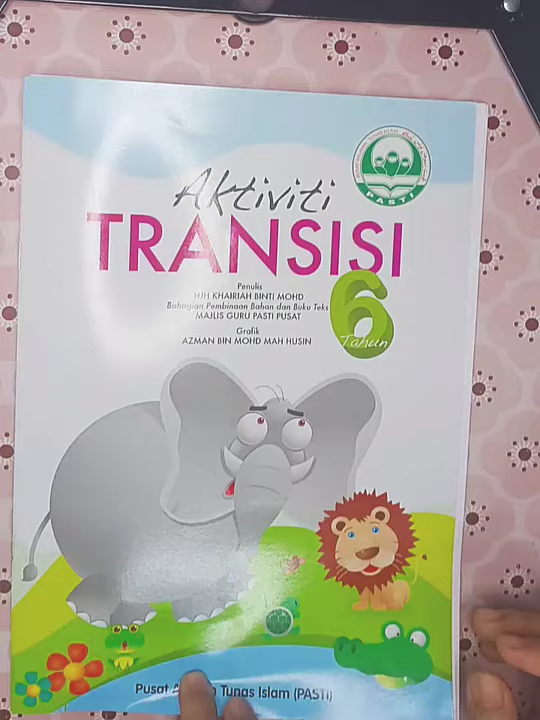 PASTI
Aktiviti
TRANSISI
6
Tahun
Penulis
HJH KHAIRIAH BINTI MOHD
Bahagian Pembinaan Bahan dan Buku Teks
MAJLIS GURU PASTI PUSAT
Grafik
AZMAN BIN MOHD MAH HUSIN
Pusat Tunas Islam (PASTI)